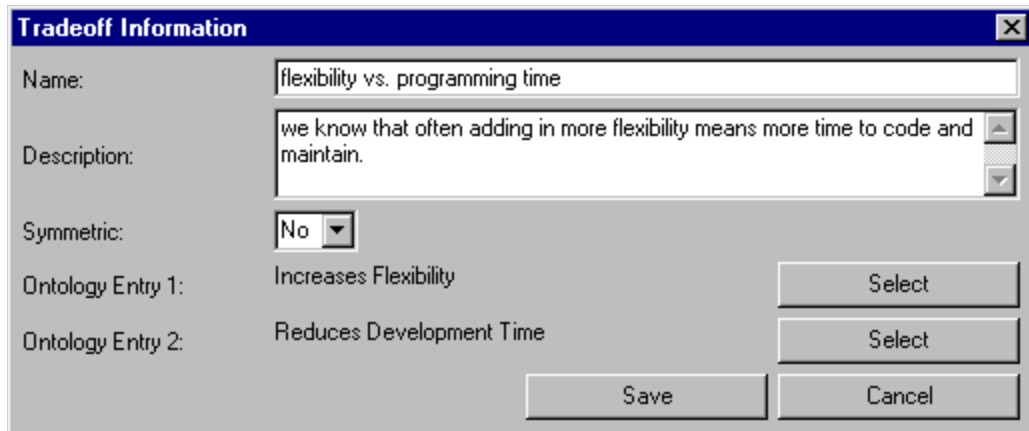 Tradeoff Information
Name: flexibility vs. programming time
Description: we know that often adding in more flexibility means more time to code and
maintain.
Symmetric: No
Ontology Entry 1: Increases Flexibility Select
Ontology Entry 2: Reduces Development Time Select
Save Cancel